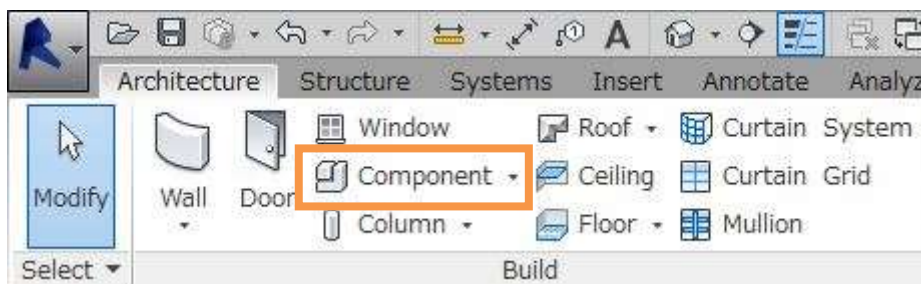 A
Architecture Structure Systems Insert Annotate
Window Roof Curtain System
Component Ceiling Curtain Grid
Modify Wall Door
Column Floor Mullion
Select Build